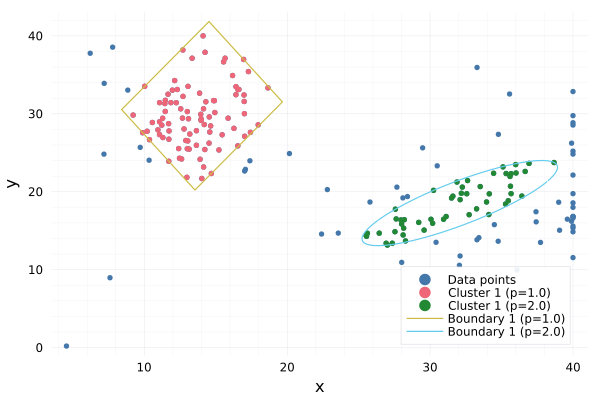 40
30
20
10
0
y
10
20
30
40
x
Data points
Cluster 1 (p=1.0)
Cluster 1 (p=2.0)
Boundary 1 (p=1.0)
Boundary 1 (p=2.0)